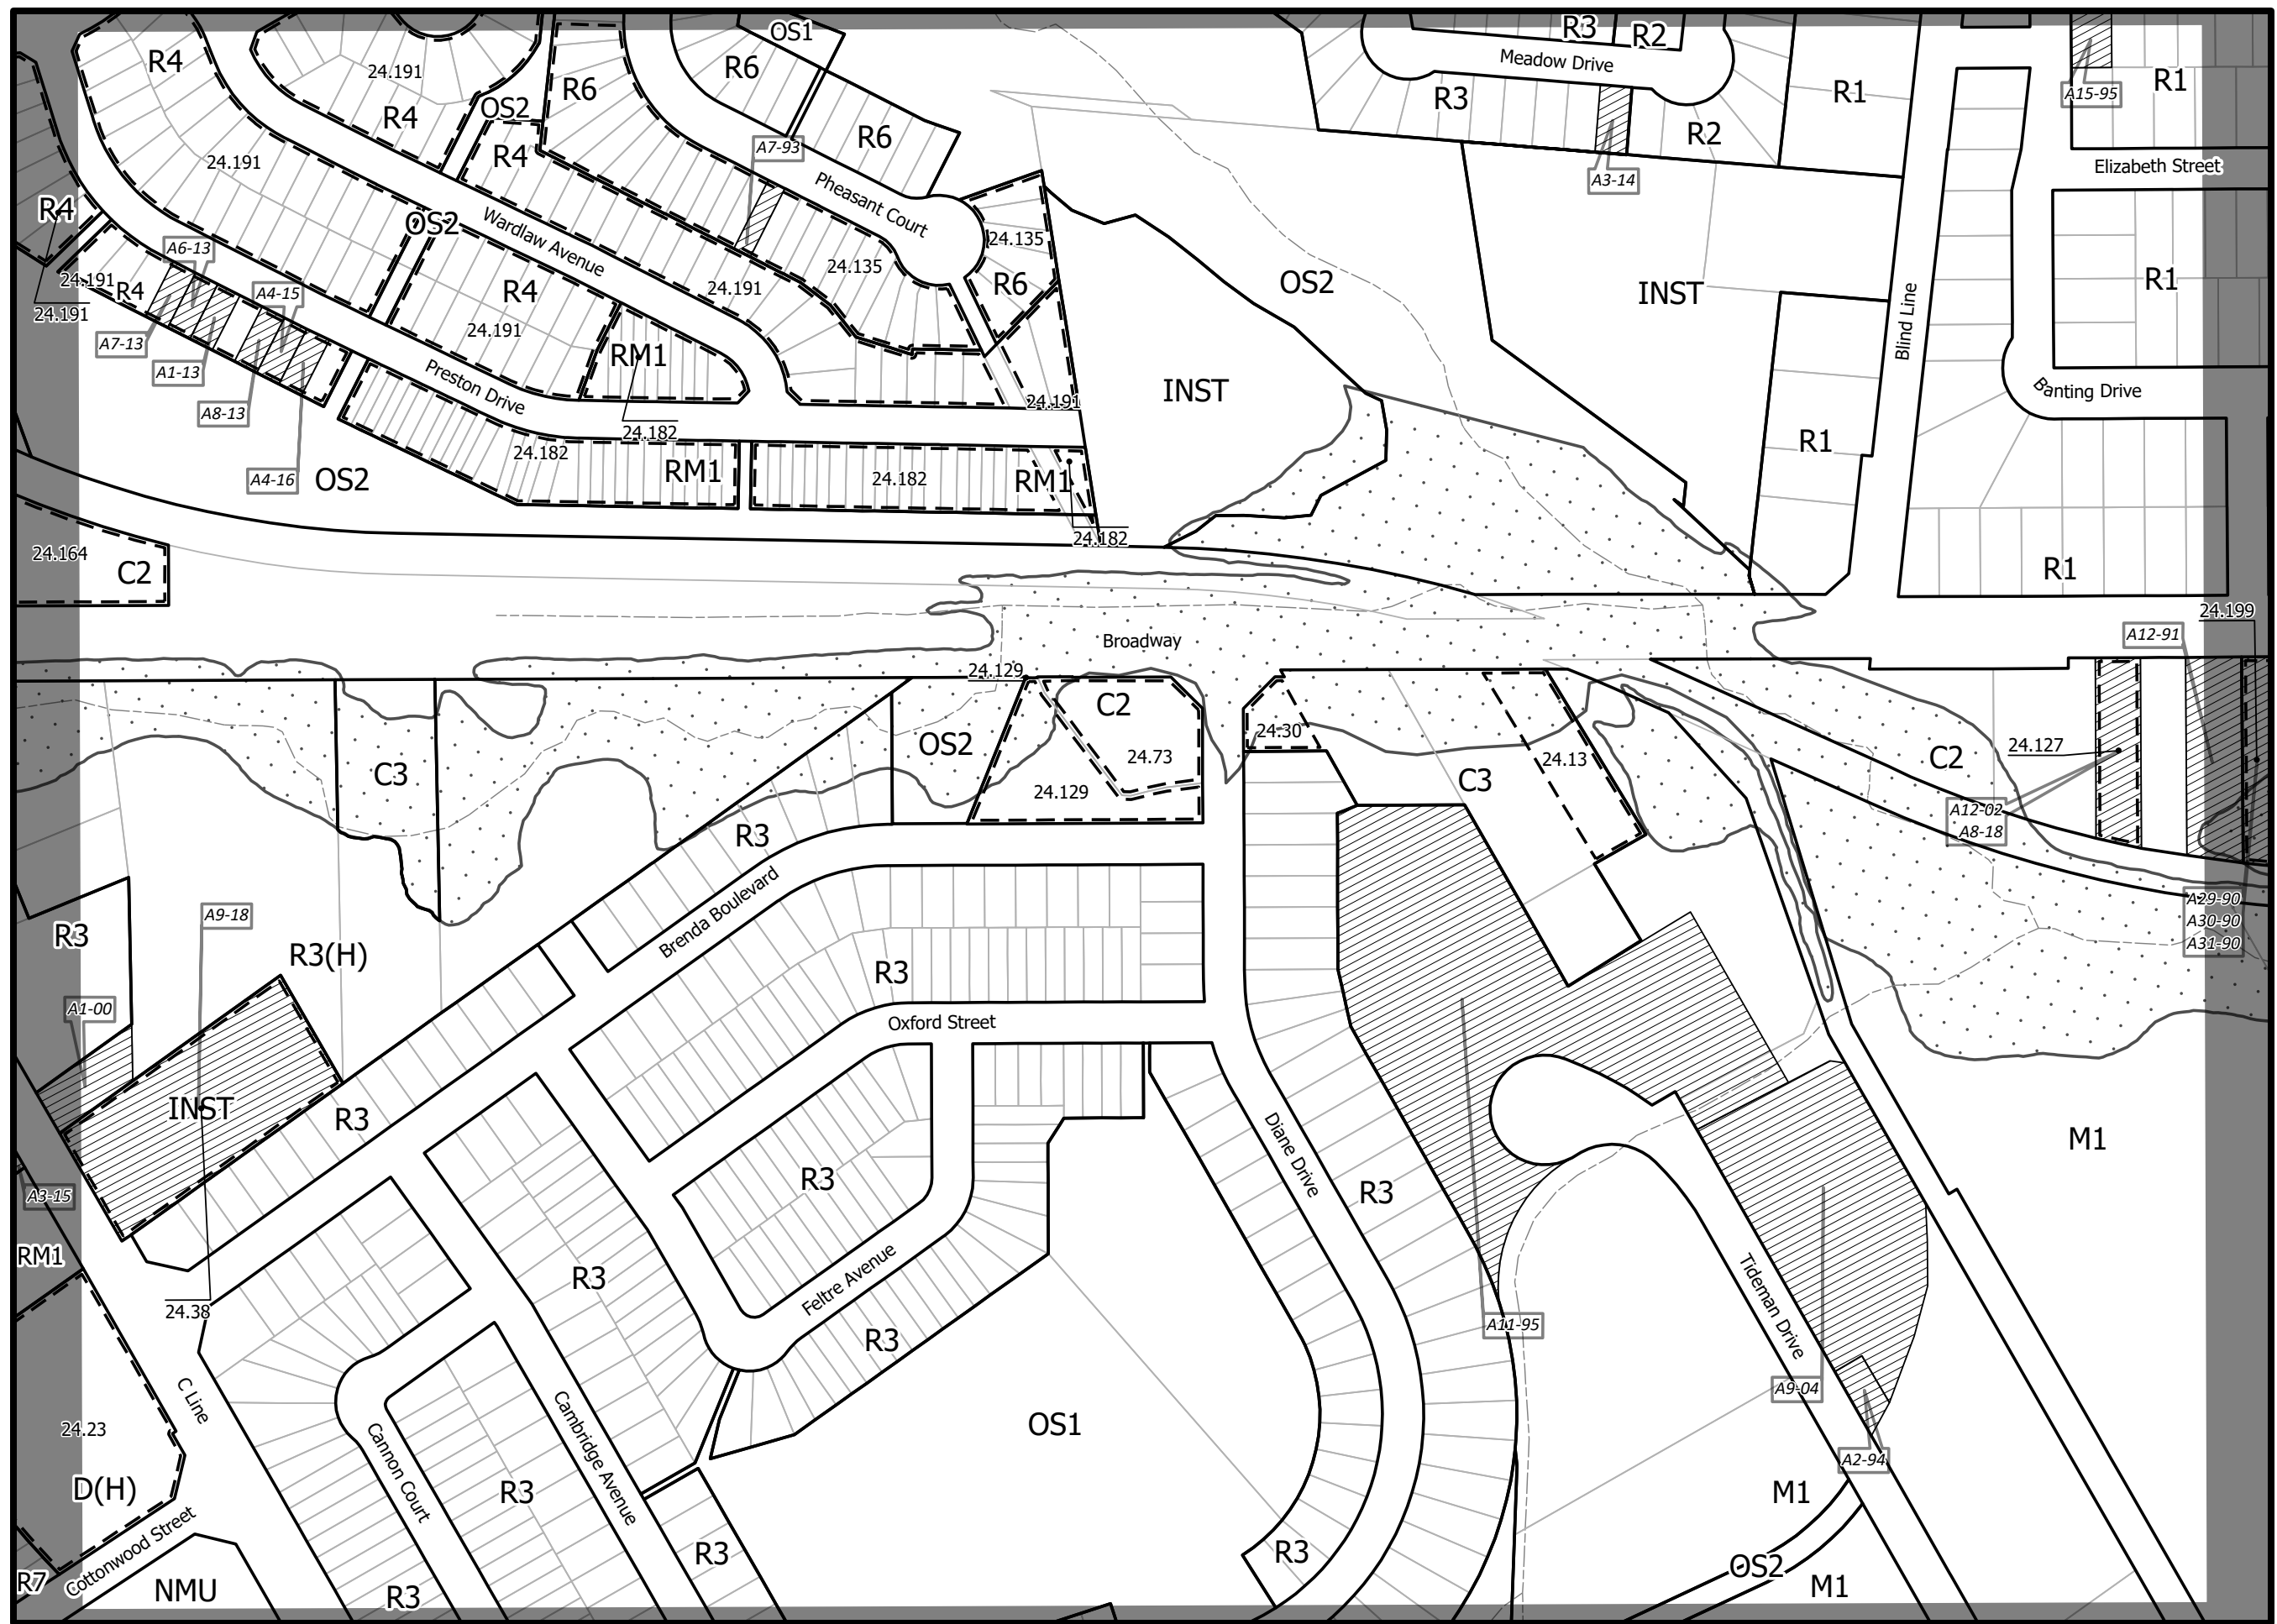 OS1
R3
R2
R4
24.191
R6
Meadow Drive
R1
R1
A15-95
R6
R4
OS2
R3
R2
R6
A7-93
R4
24.191
Elizabeth Street
A3-14
Pheasant Court
R4
OS2
Wardlaw Avenue
24.135
A6-13
24.135
24.191
R4
24.191
R6
OS2
INST
R1
A4-15
R4
24.191
24.191
24.191
A7-13
Blind Line
RM1
A1-13
Preston Drive
INST
Banting Drive
24.191
A8-13
24.182
R1
24.182
A4-16
OS2
RM1
24.182
RM1
24.182
24.164
C2
R1
24.199
Broadway
A12-91
24.129
C2
24.30
OS2
24.73
24.13
24.127
C2
C3
C3
24.129
A12-02
A8-18
R3
Brenda Boulevard
A9-18
A29-90
A30-90
A31-90
R3
R3(H)
R3
A1-00
Oxford Street
INST
R3
M1
Diane Drive
R3
R3
A3-15
RM1
R3
Feltre Avenue
24.38
Tideman Drive
A11-95
R3
A9-04
C Line
24.23
Cannon Court
Cambridge Avenue
OS1
A2-94
D(H)
R3
M1
Cottonwood Street
R3
R3
OS2
R7
NMU
R3
M1